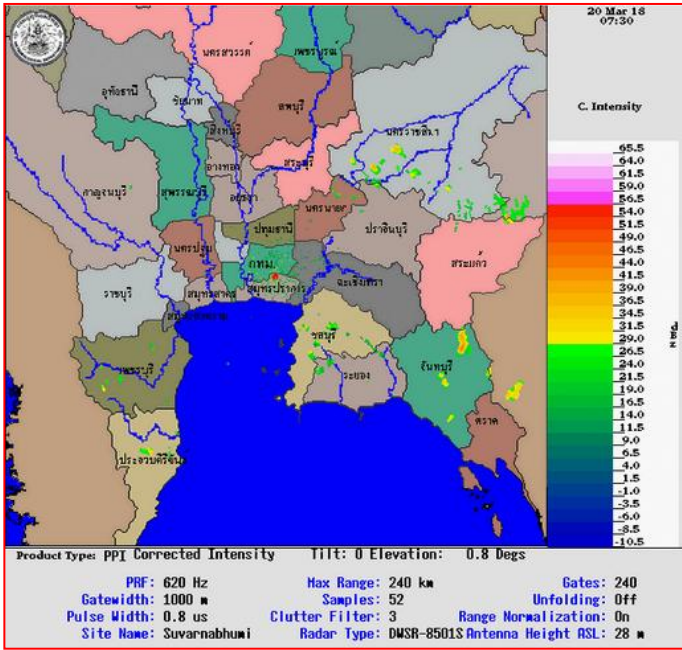 20 Mar 18
07:30
นครสวรรค์
เพชรบูรณ์
อุทัยธานี
ชัยนาท
ลพบุรี
สิงห์บุรี
นครราชสีมา
อ่างทอง
สระบุรี
กาญจนบุรี
สุพรรณบุรี
อยุธยา
นครนายก
ปทุมธานี
ปราจีนบุรี
นครปฐม
กทม.
สระแก้ว
ฉะเชิงเทรา
สมุทรปราการ
ราชบุรี
สมุทรสาคร
ชลบุรี
เพชรบุรี
ระยอง
จันทบุรี
ตราด
ประจวบคีรีขันธ์
C. Intensity
65.5
64.0
61.5
59.0
56.5
54.0
51.5
49.0
46.5
44.0
41.5
39.0
36.5
34.0
31.5
29.0
26.5
24.0
21.5
19.0
16.5
14.0
11.5
9.0
6.5
4.0
1.5
-1.0
-3.5
-6.0
-8.5
-10.5
Product Type: PPI Corrected Intensity Tilt: 0 Elevation: 0.8 Degs
PRF: 620 Hz Max Range: 240 km Gates: 240
Gatewidth: 1000 m Samples: 52 Unfolding: Off
Pulse Width: 0.8 us Clutter Filter: 3 Range Normalization: On
Site Name: Suvarnabhumi Radar Type: DWSR-8501S Antenna Height ASL: 28 m